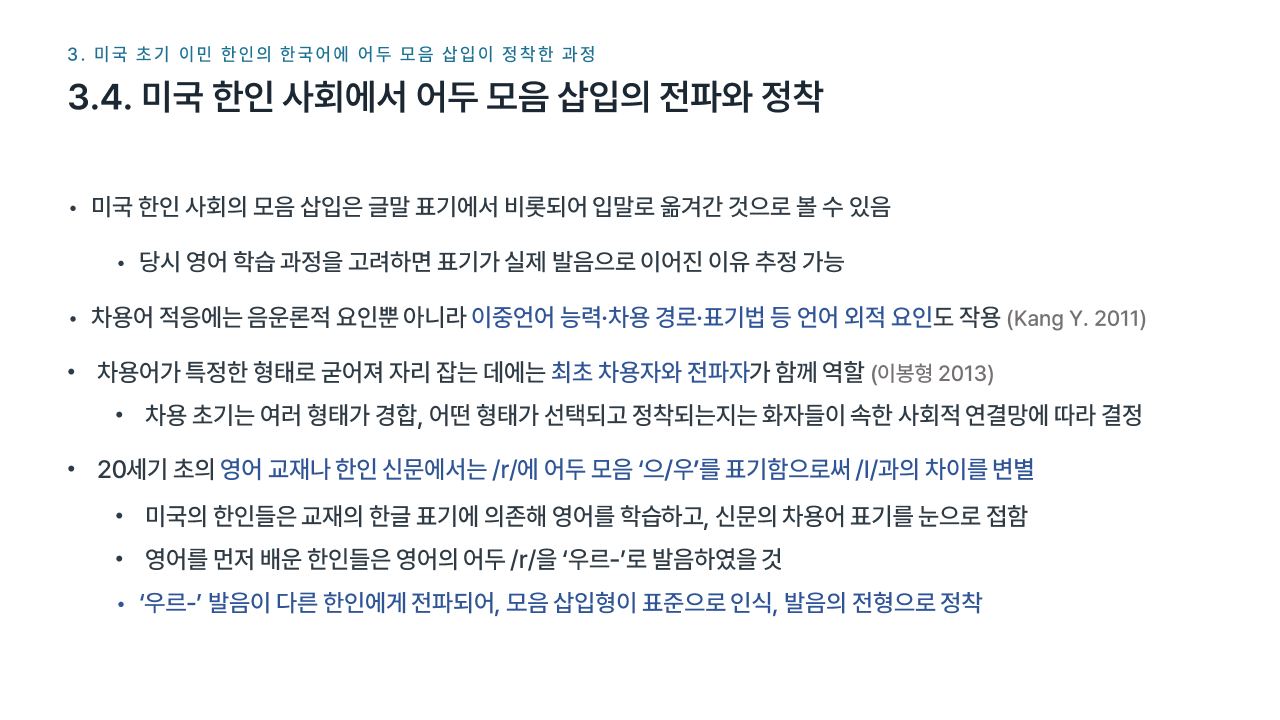 3. 미국 초기 이민 한인의 한국어에 어두 모음 삽입이 정착한 과정
3.4. 미국 한인 사회에서 어두 모음 삽입의 전파와 정착
• 미국 한인 사회의 모음 삽입은 글말 표기에서 비롯되어 입말로 옮겨간 것으로 볼 수 있음
• 당시 영어 학습 과정을 고려하면 표기가 실제 발음으로 이어진 이유 추정 가능
• 차용어 적응에는 음운론적 요인뿐 아니라 이중언어 능력·차용 경로·표기법 등 언어 외적 요인도 작용 (Kang Y. 2011)
• 차용어가 특정한 형태로 굳어져 자리 잡는 데에는 최초 차용자와 전파자가 함께 역할 (이봉형 2013)
• 차용 초기는 여러 형태가 경합, 어떤 형태가 선택되고 정착되는지는 화자들이 속한 사회적 연결망에 따라 결정
• 20세기 초의 영어 교재나 한인 신문에서는 /r/에 어두 모음 ‘으/우’를 표기함으로써 /l/과의 차이를 변별
• 미국의 한인들은 교재의 한글 표기에 의존해 영어를 학습하고, 신문의 차용어 표기를 눈으로 접함
• 영어를 먼저 배운 한인들은 영어의 어두 /r/을 ‘우르-’로 발음하였을 것
• ‘우르-’ 발음이 다른 한인에게 전파되어, 모음 삽입형이 표준으로 인식, 발음의 전형으로 정착